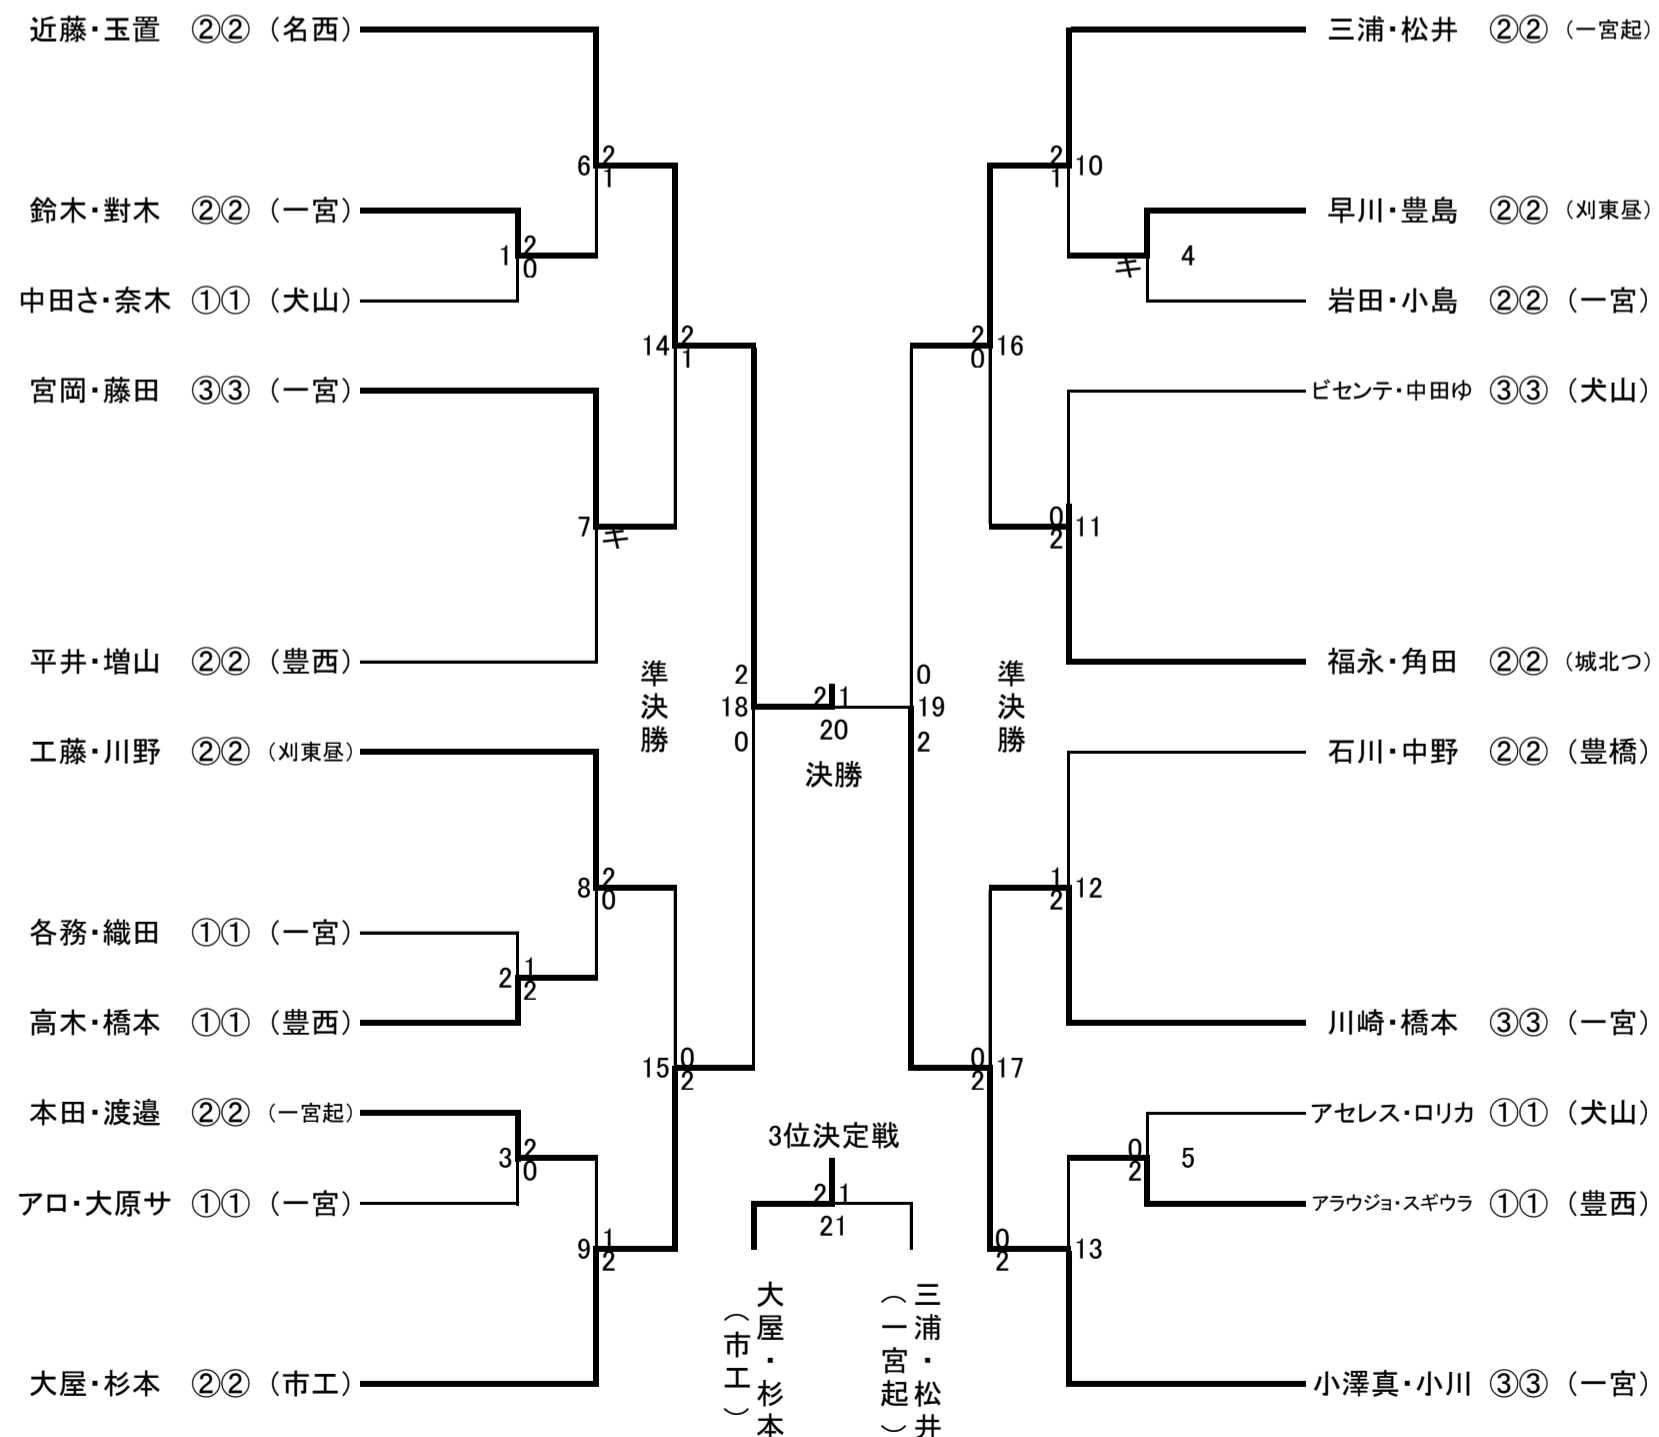 近藤・玉置 ②② (名西)
鈴木・對木 ②② (一宮)
中田さ・奈木 ①① (犬山)
宮岡・藤田 ③③ (一宮)
平井・増山 ②② (豊西)
工藤・川野 ②② (刈東昼)
各務・織田 ①① (一宮)
高木・橋本 ①① (豊西)
本田・渡邉 ②② (一宮起)
アロ・大原サ ①① (一宮)
大屋・杉本 ②② (市工)
1
2
0
2
1
2
3
2
0
6
2
1
7
キ
8
2
0
9
1
2
14
2
1
15
0
2
準決勝
2
18
0
2 1
20
決勝
0
19
2
準決勝
3位決定戦
2 1
21
大屋・杉本
(市工)
三浦・松井
(一宮起)
2
0
16
0
2
17
2
1
10
0
2
11
1
2
12
0
2
13
キ
4
0
2
5
三浦・松井 ②② (一宮起)
早川・豊島 ②② (刈東昼)
岩田・小島 ②② (一宮)
ビセンテ・中田ゆ ③③ (犬山)
福永・角田 ②② (城北つ)
石川・中野 ②② (豊橋)
川崎・橋本 ③③ (一宮)
アセレス・ロリカ ①① (犬山)
アラウジョ・スギウラ ①① (豊西)
小澤真・小川 ③③ (一宮)